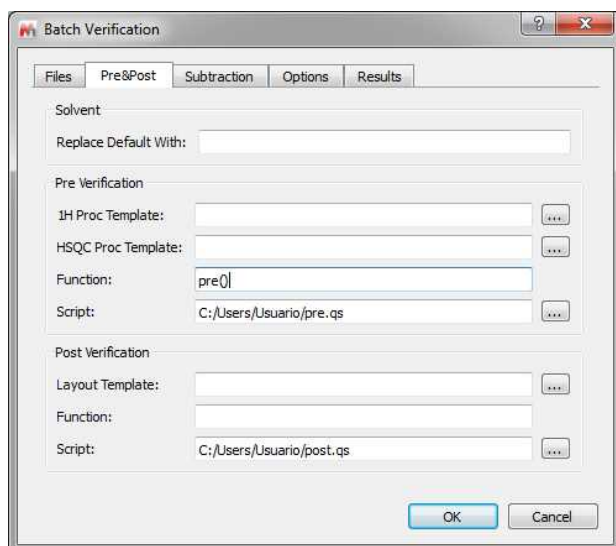 Batch Verification
Files Pre&Post Subtraction Options Results
Solvent
Replace Default With:
Pre Verification
1H Proc Template: ...
HSQC Proc Template: ...
Function: pre()
Script: C:/Users/Usuario/pre.qs ...
Post Verification
Layout Template: ...
Function:
Script: C:/Users/Usuario/post.qs ...
OK Cancel